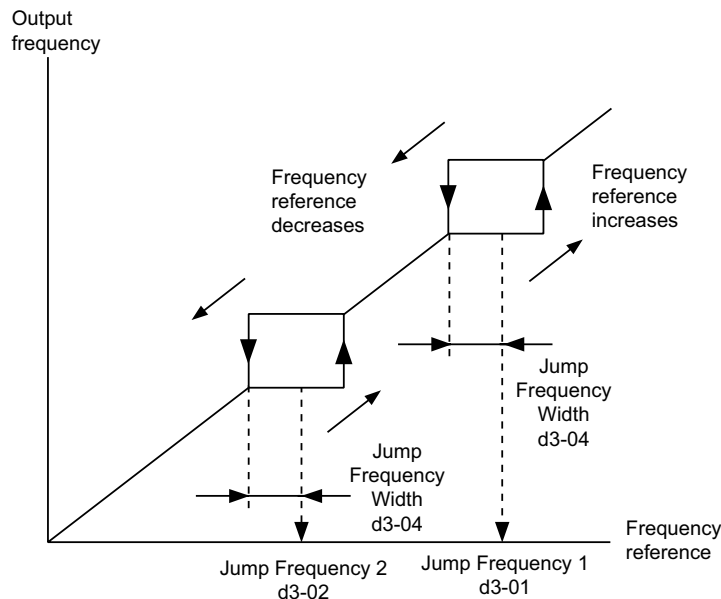 Output
frequency
Frequency
reference
decreases
Frequency
reference
increases
Jump
Frequency
Width
d3-04
Jump
Frequency
Width
d3-04
Frequency
reference
Jump Frequency 2
d3-02
Jump Frequency 1
d3-01